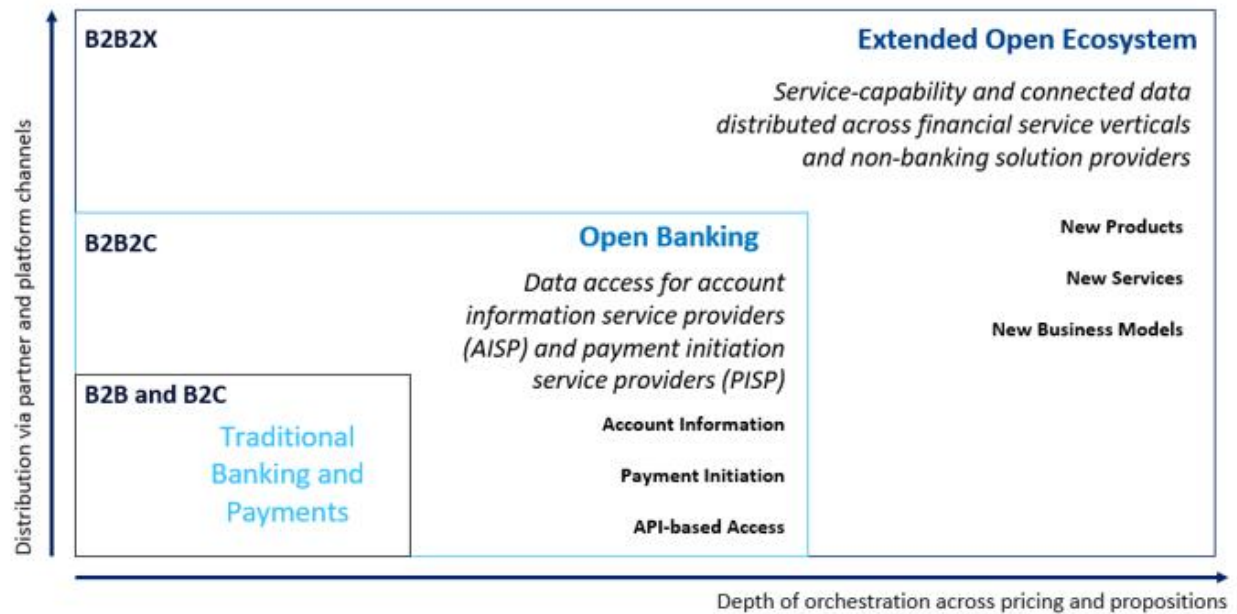 B2B2X
Extended Open Ecosystem
Service-capability and connected data
distributed across financial service verticals
and non-banking solution providers
New Products
New Services
New Business Models
B2B2C
Open Banking
Data access for account
information service providers
(AISP) and payment initiation
service providers (PISP)
Account Information
Payment Initiation
API-based Access
B2B and B2C
Traditional
Banking and
Payments
Distribution via partner and platform channels
Depth of orchestration across pricing and propositions